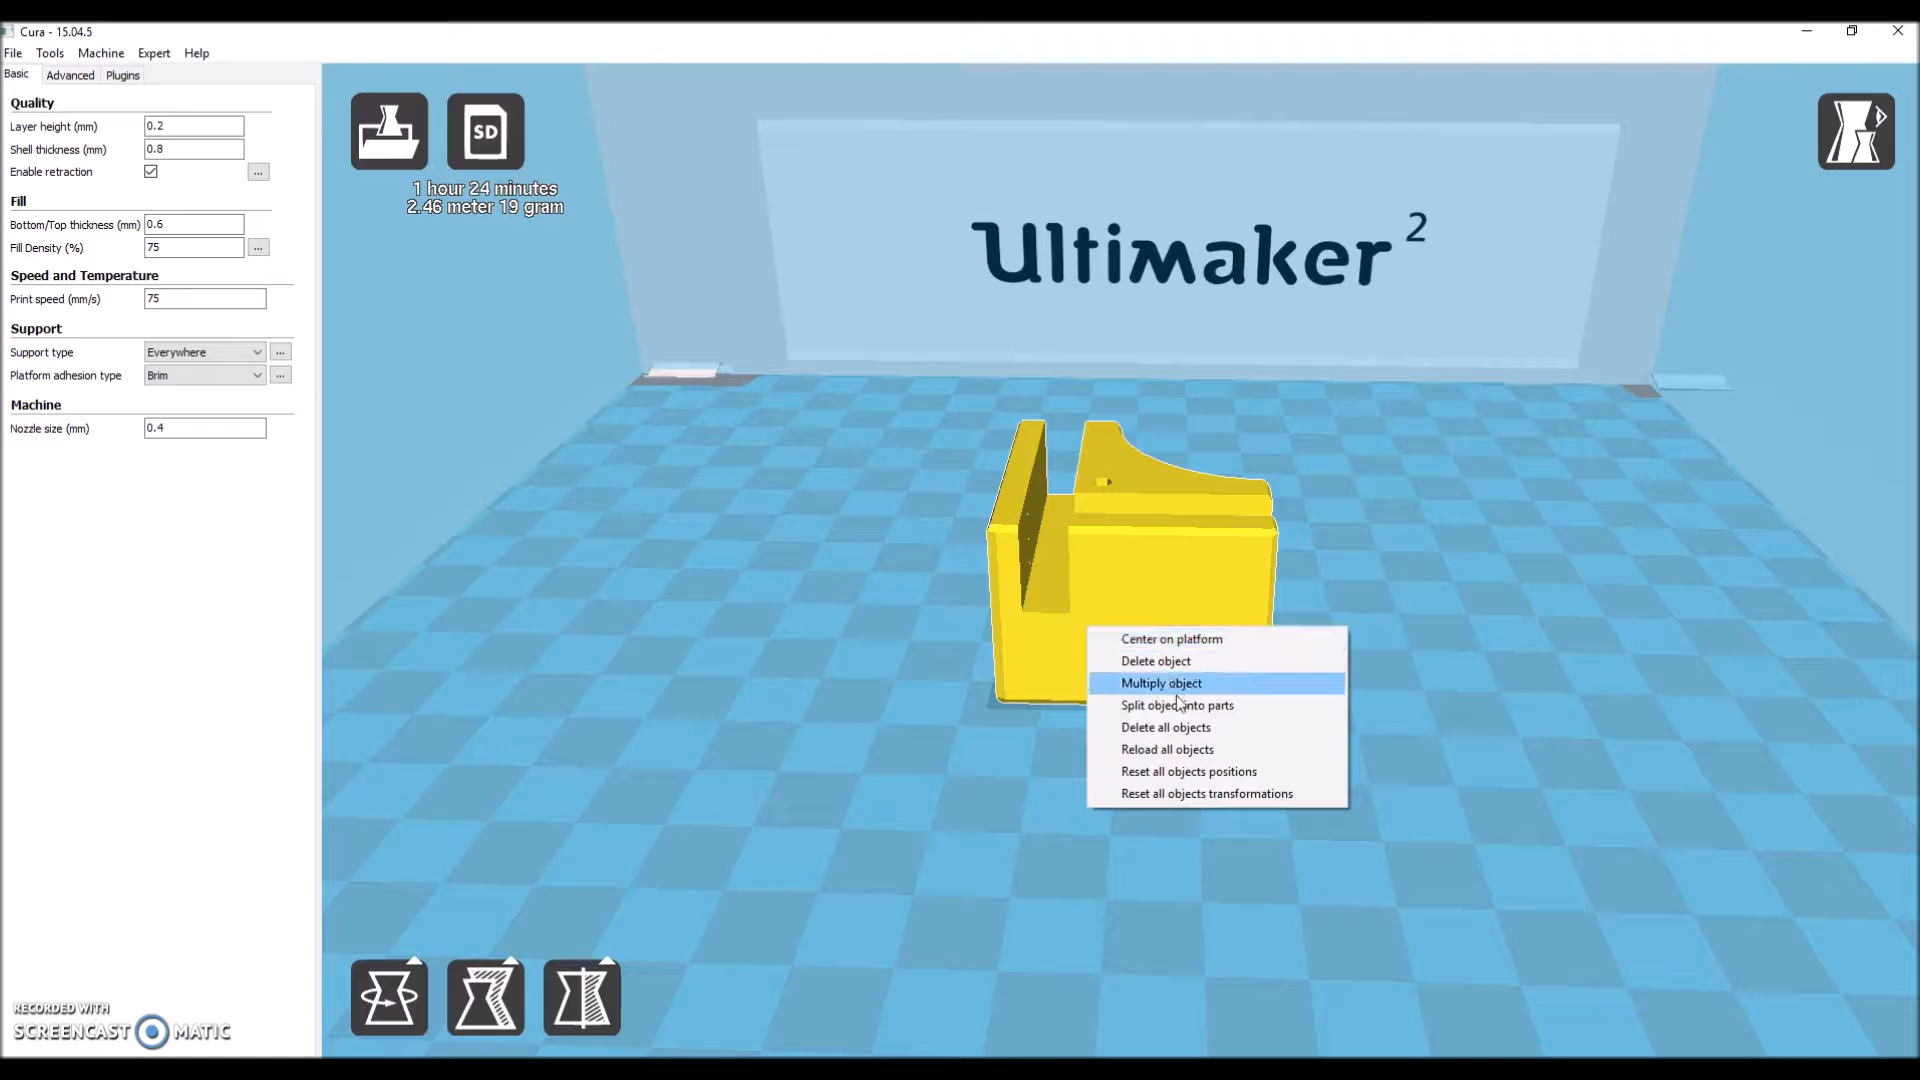 Cura - 15.04.5
File Tools Machine Expert Help
Basic Advanced Plugins
Quality
Layer height (mm) 0.2
Shell thickness (mm) 0.8
Enable retraction ...
Fill
Bottom/Top thickness (mm) 0.6
Fill Density (%) 75 ...
Speed and Temperature
Print speed (mm/s) 75
Support
Support type Everywhere ...
Platform adhesion type Brim ...
Machine
Nozzle size (mm) 0.4
SD
1 hour 24 minutes
2.46 meter 19 gram
Ultimaker²
Center on platform
Delete object
Multiply object
Split object into parts
Delete all objects
Reload all objects
Reset all objects positions
Reset all objects transformations
RECORDED WITH
SCREENCAST MATIC